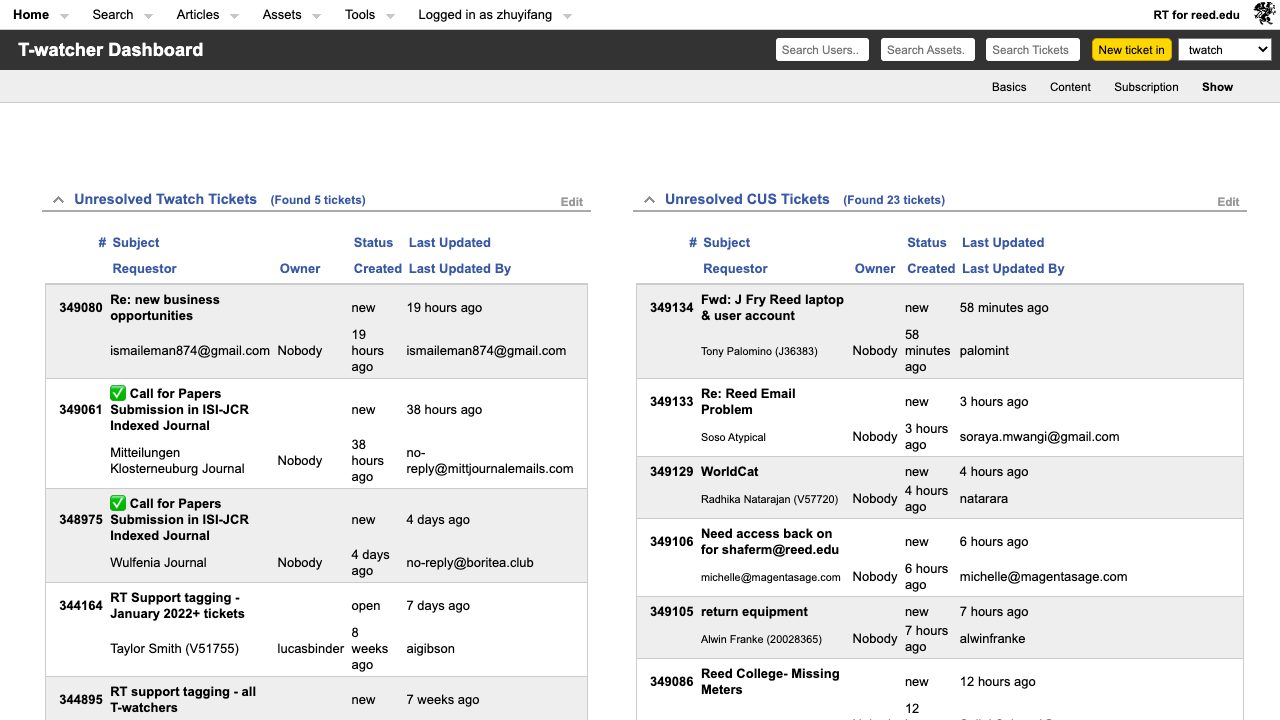 Home Search Articles Assets Tools Logged in as zhuyifang RT for reed.edu
T-watcher Dashboard Search Users.. Search Assets. Search Tickets New ticket in twatch
Basics Content Subscription Show
Unresolved Twatch Tickets (Found 5 tickets) Edit
# Subject Status Last Updated
Requestor Owner Created Last Updated By
349080 Re: new business opportunities new 19 hours ago
ismaileman874@gmail.com Nobody 19 hours ago ismaileman874@gmail.com
349061 ✅ Call for Papers Submission in ISI-JCR Indexed Journal new 38 hours ago
Mitteilungen Klosterneuburg Journal Nobody 38 hours ago no-reply@mittjournalemails.com
348975 ✅ Call for Papers Submission in ISI-JCR Indexed Journal new 4 days ago
Wulfenia Journal Nobody 4 days ago no-reply@boritea.club
344164 RT Support tagging - January 2022+ tickets open 7 days ago
Taylor Smith (V51755) lucasbinder 8 weeks ago aigibson
344895 RT support tagging - all T-watchers new 7 weeks ago
Unresolved CUS Tickets (Found 23 tickets) Edit
# Subject Status Last Updated
Requestor Owner Created Last Updated By
349134 Fwd: J Fry Reed laptop & user account new 58 minutes ago
Tony Palomino (J36383) Nobody 58 minutes ago palomint
349133 Re: Reed Email Problem new 3 hours ago
Soso Atypical Nobody 3 hours ago soraya.mwangi@gmail.com
349129 WorldCat new 4 hours ago
Radhika Natarajan (V57720) Nobody 4 hours ago natarara
349106 Need access back on for shaferm@reed.edu new 6 hours ago
michelle@magentasage.com Nobody 6 hours ago michelle@magentasage.com
349105 return equipment new 7 hours ago
Alwin Franke (20028365) Nobody 7 hours ago alwinfranke
349086 Reed College- Missing Meters new 12 hours ago
12